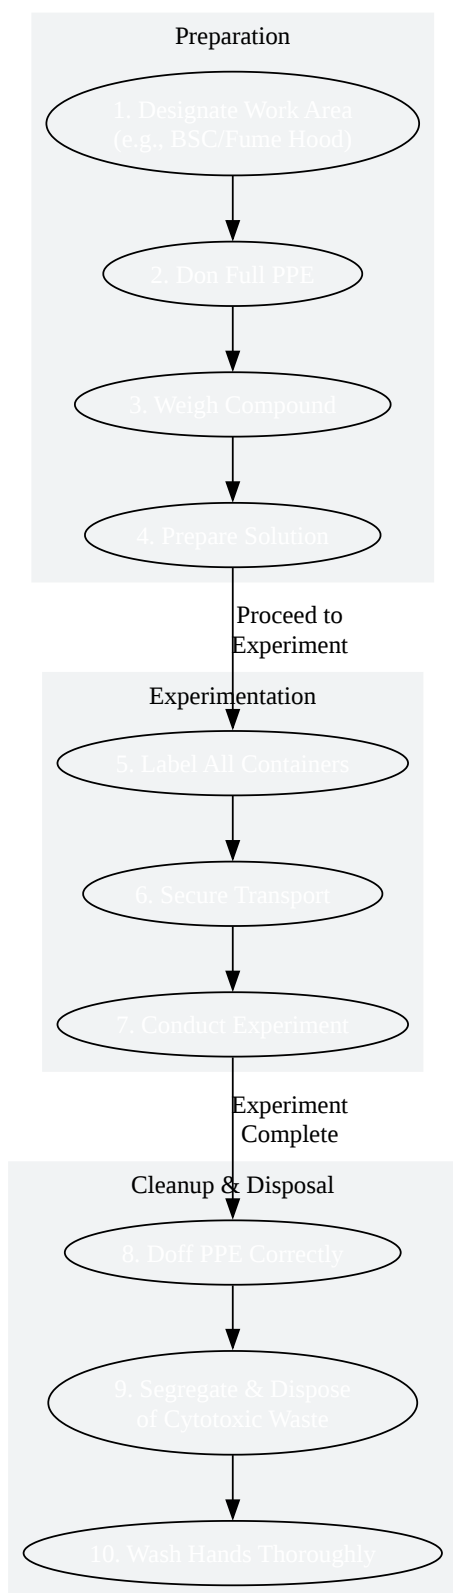 Preparation
1. Designate Work Area
(e.g., BSC/Fume Hood)
2. Don Full PPE
3. Weigh Compound
4. Prepare Solution
Proceed to
Experiment
Experimentation
5. Label All Containers
6. Secure Transport
7. Conduct Experiment
Experiment
Complete
Cleanup & Disposal
8. Doff PPE Correctly
9. Segregate & Dispose
of Cytotoxic Waste
10. Wash Hands Thoroughly